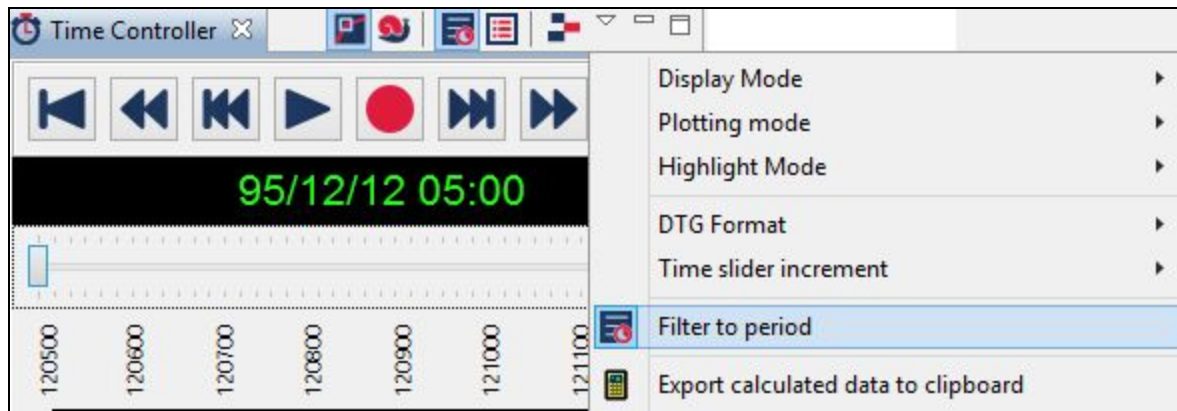 Time Controller
Display Mode
Plotting mode
Highlight Mode
95/12/12 05:00
DTG Format
Time slider increment
Filter to period
120500
120600
120700
120800
120900
121000
121100
Export calculated data to clipboard